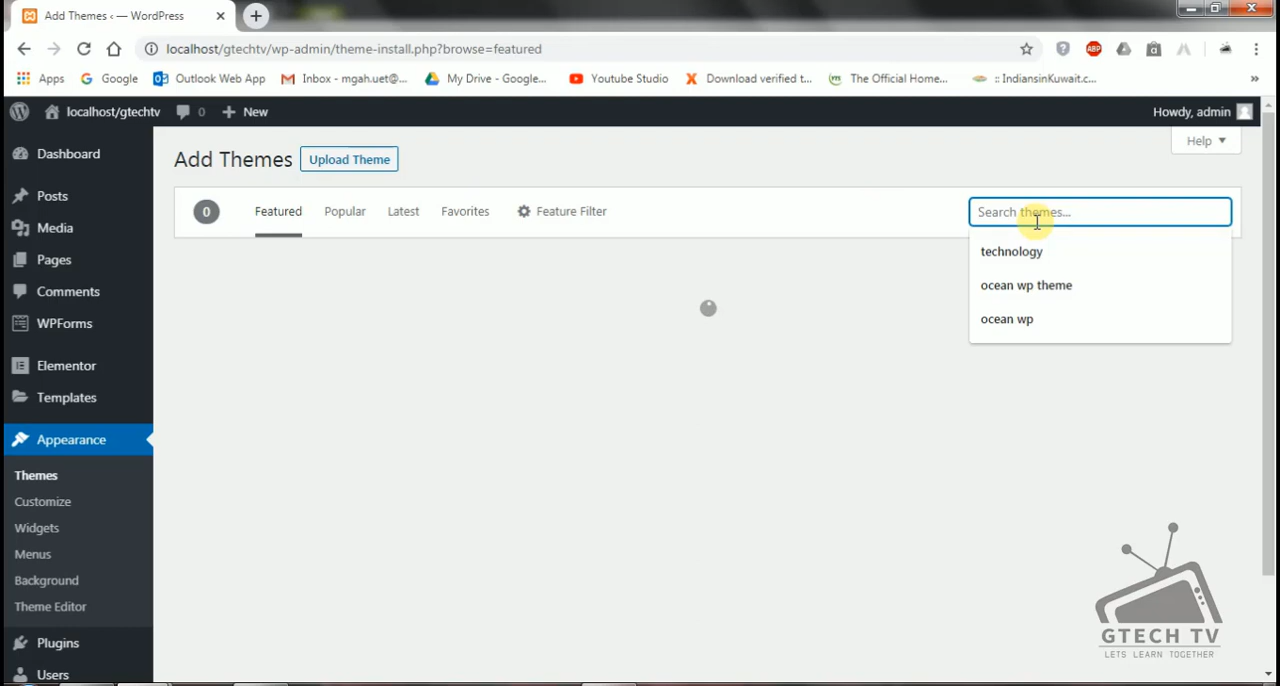 Add Themes ‹ — WordPress
localhost/gtechtv/wp-admin/theme-install.php?browse=featured
ABP
Apps Google Outlook Web App Inbox - mgah.uet@... My Drive - Google... Youtube Studio Download verified t... The Official Home... :: IndiansinKuwait.c... »
localhost/gtechtv 0 + New Howdy, admin
Help
Dashboard
Posts
Media
Pages
Comments
WPForms
Elementor
Templates
Appearance
Themes
Customize
Widgets
Menus
Background
Theme Editor
Plugins
Users
Add Themes Upload Theme
0 Featured Popular Latest Favorites Feature Filter Search themes...
technology
ocean wp theme
ocean wp
GTECH TV
LETS LEARN TOGETHER